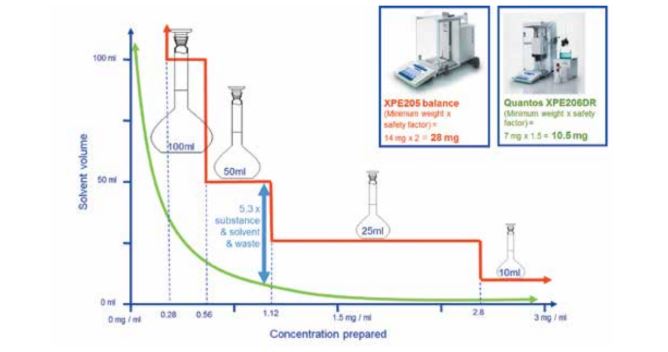 XPE205 balance
(Minimum weight x
safety factor) =
14 mg x 2 = 28 mg
Quantos XPE206DR
(Minimum weight x safety
factor) =
7 mg x 1.5 = 10.5 mg
Solvent volume
100 ml
50 ml
0 ml
100ml
50ml
25ml
10ml
5.3 x
substance
& solvent
& waste
0 mg / ml
0.28
0.56
1.12
1.5 mg / ml
2.8
3 mg / ml
Concentration prepared